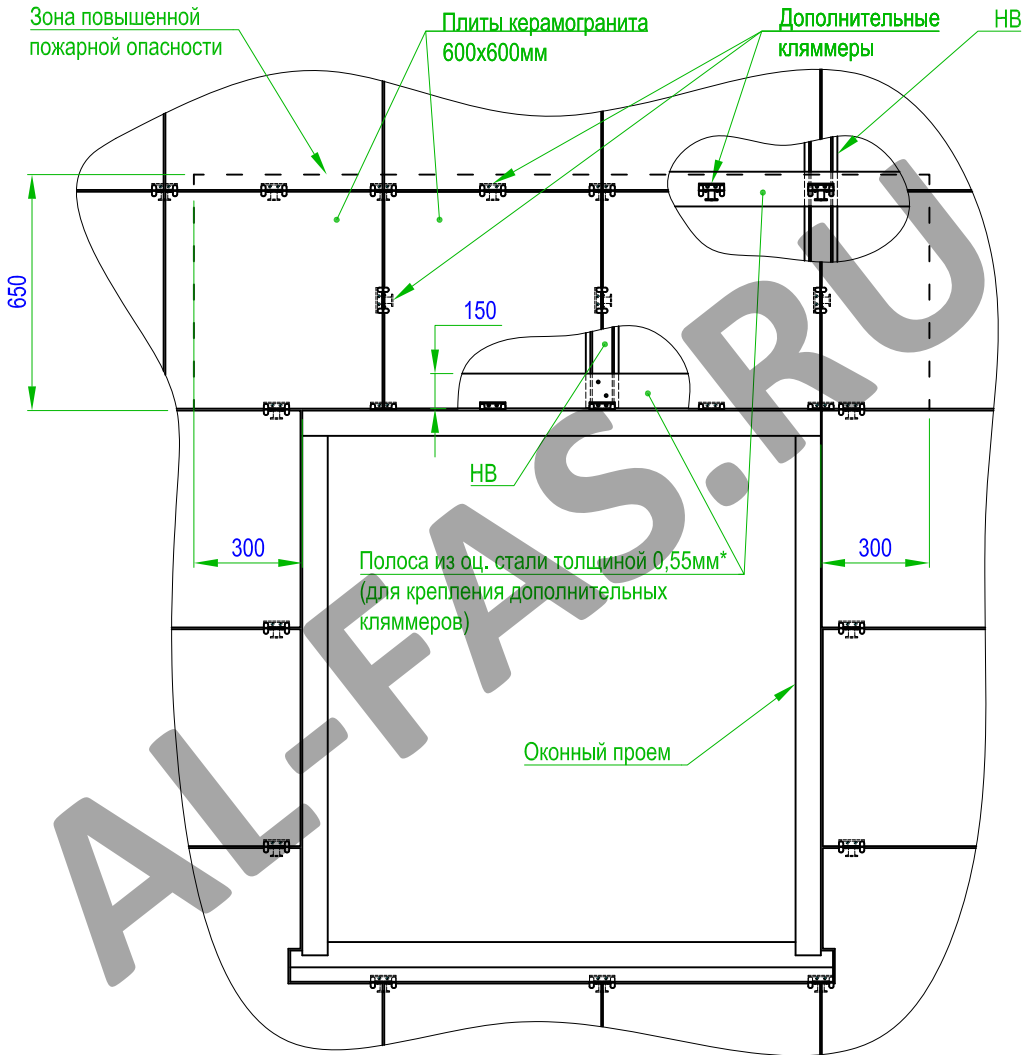 Зона повышенной
пожарной опасности
Плиты керамогранита
600х600мм
Дополнительные
кляммеры
НВ
650
150
НВ
300
300
Полоса из оц. стали толщиной 0,55мм*
(для крепления дополнительных
кляммеров)
Оконный проем
AL-FAS.RU